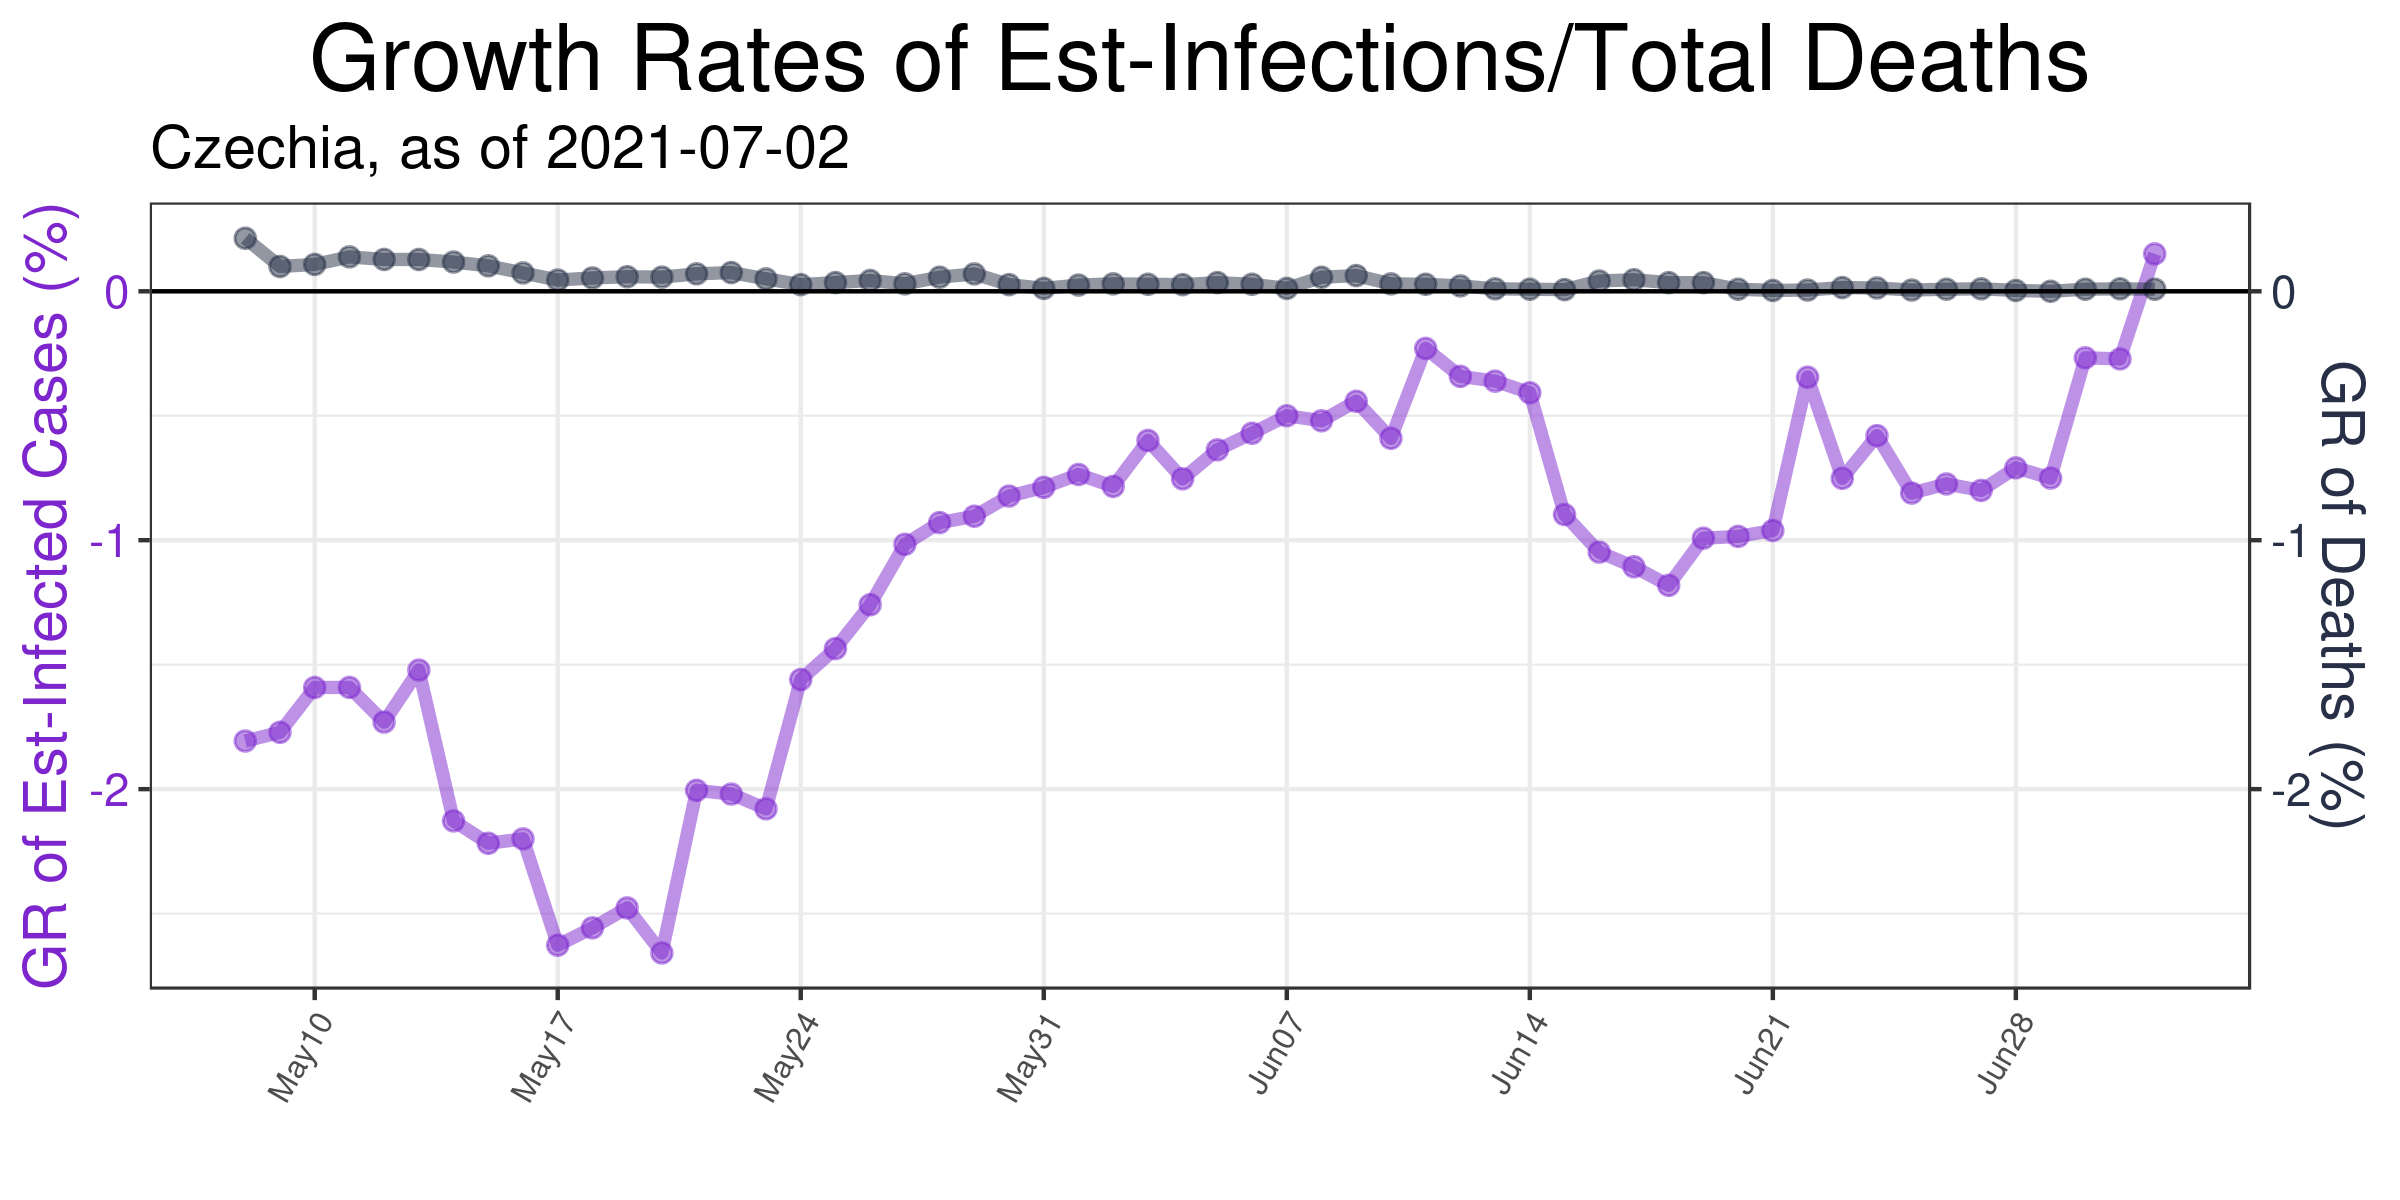 Growth Rates of Est-Infections/Total Deaths
Czechia, as of 2021-07-02
GR of Est-Infected Cases (%)
0
-1
-2
0
-1
-2
GR of Deaths (%)
May10
May17
May24
May31
Jun07
Jun14
Jun21
Jun28